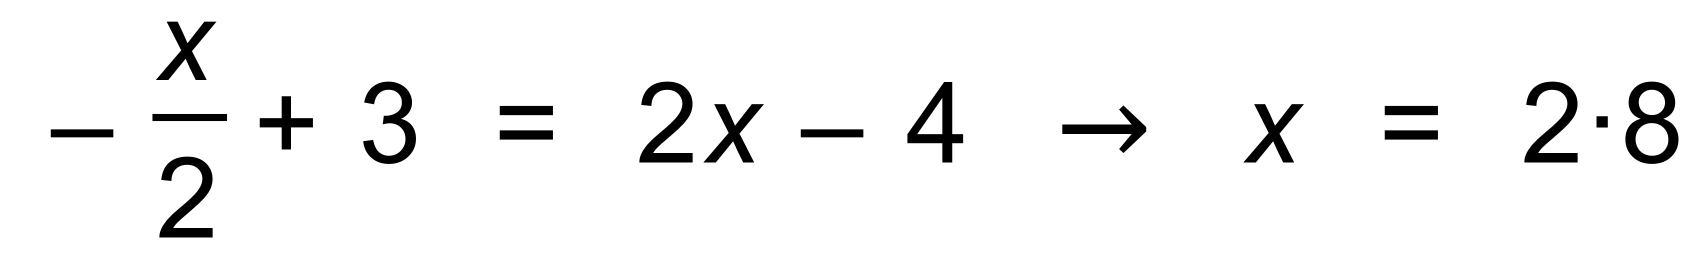 –x/2 + 3 = 2x – 4 → x = 2·8